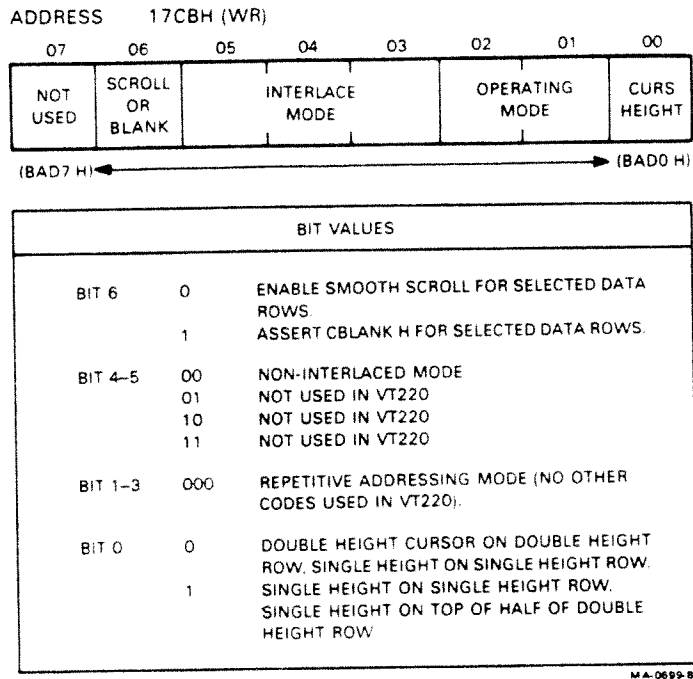 ADDRESS 17CBH (WR)
07 06 05 04 03 02 01 00
NOT USED
SCROLL OR BLANK
INTERLACE MODE
OPERATING MODE
CURS HEIGHT
(BAD7 H) (BAD0 H)
BIT VALUES
BIT 6 0 ENABLE SMOOTH SCROLL FOR SELECTED DATA
ROWS.
1 ASSERT CBLANK H FOR SELECTED DATA ROWS.
BIT 4–5 00 NON-INTERLACED MODE
01 NOT USED IN VT220
10 NOT USED IN VT220
11 NOT USED IN VT220
BIT 1–3 000 REPETITIVE ADDRESSING MODE (NO OTHER
CODES USED IN VT220).
BIT 0 0 DOUBLE HEIGHT CURSOR ON DOUBLE HEIGHT
ROW, SINGLE HEIGHT ON SINGLE HEIGHT ROW.
1 SINGLE HEIGHT ON SINGLE HEIGHT ROW,
SINGLE HEIGHT ON TOP OF HALF OF DOUBLE
HEIGHT ROW